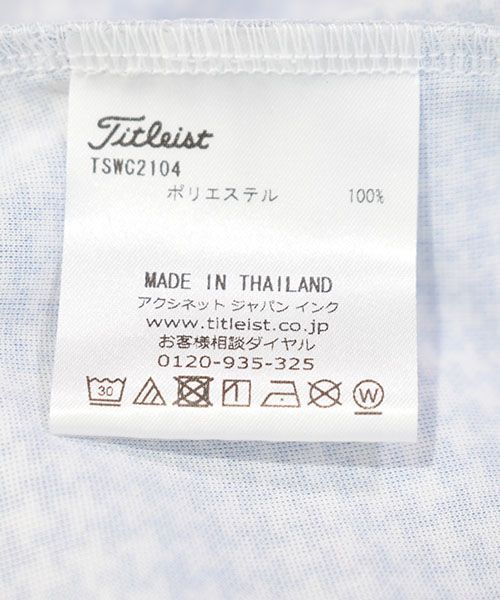 Titleist
TSWC2104
ポリエステル 100%
MADE IN THAILAND
アクシネット ジャパン インク
www.titleist.co.jp
お客様相談ダイヤル
0120-935-325
30 W